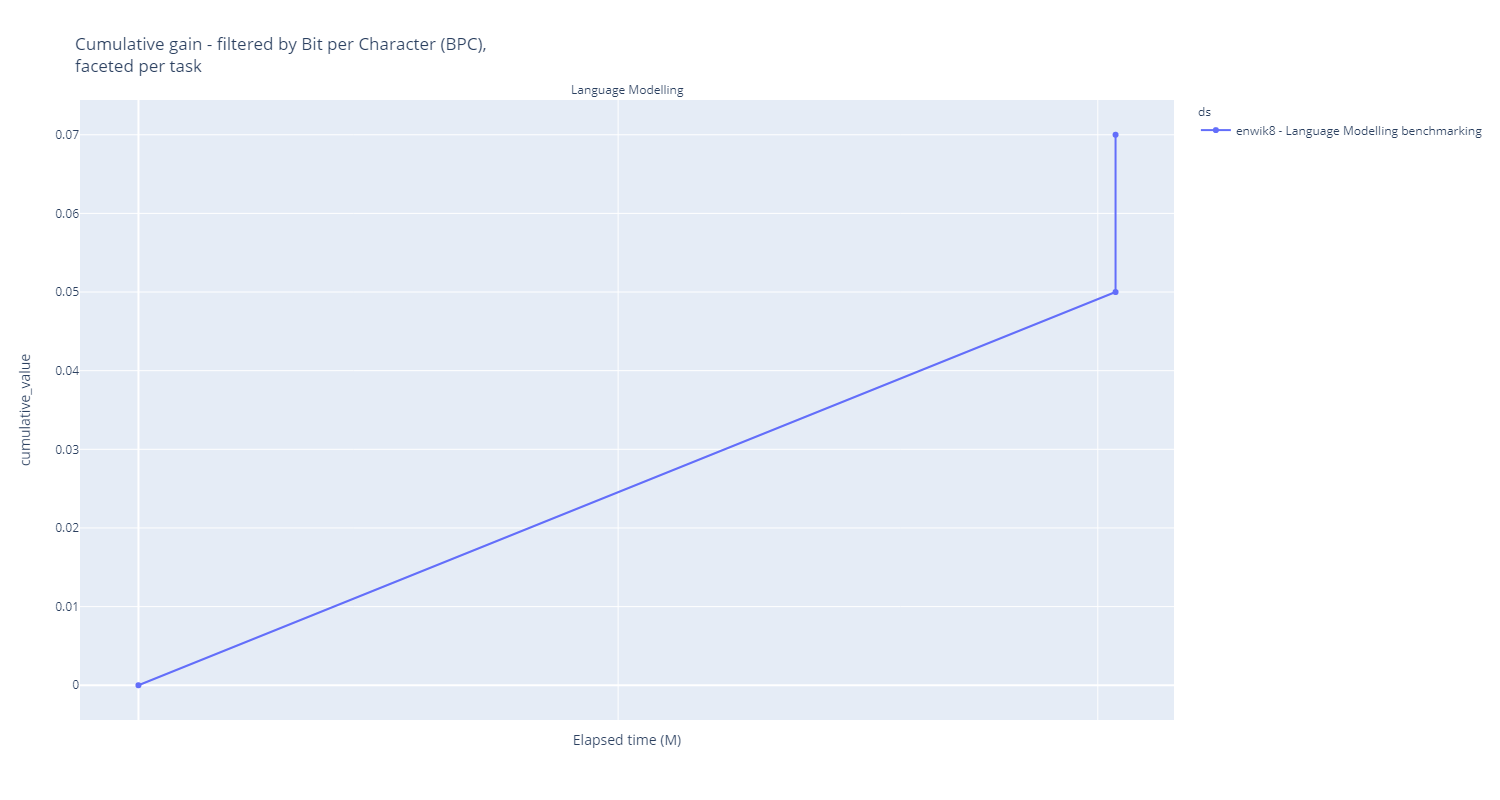 Cumulative gain - filtered by Bit per Character (BPC),
faceted per task
Language Modelling
ds
enwik8 - Language Modelling benchmarking
0.07
0.06
0.05
0.04
0.03
0.02
0.01
0
cumulative_value
Elapsed time (M)